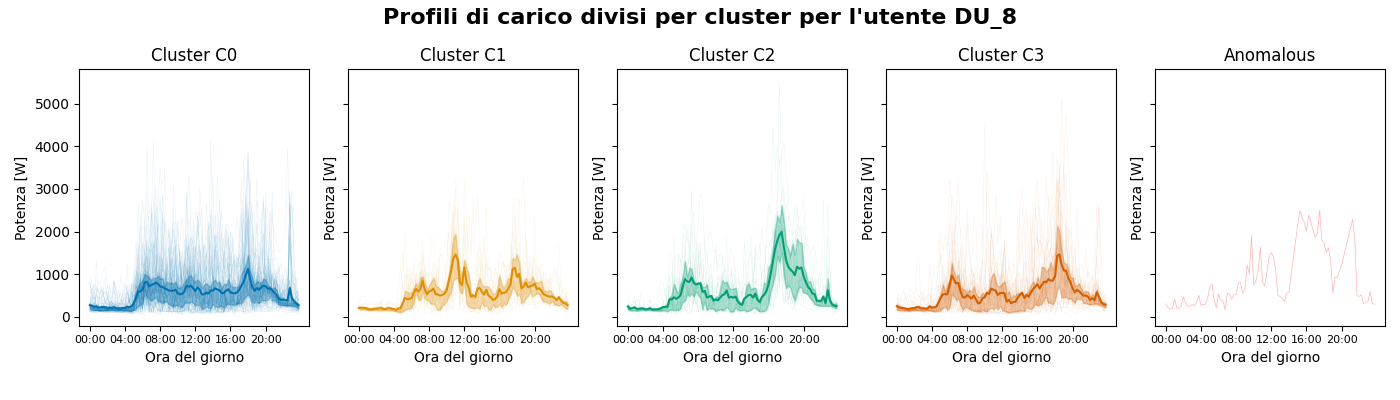 Profili di carico divisi per cluster per l'utente DU_8
Cluster C0
Cluster C1
Cluster C2
Cluster C3
Anomalous
Potenza [W]
5000
4000
3000
2000
1000
0
00:00 04:00 08:00 12:00 16:00 20:00
Ora del giorno
Potenza [W]
00:00 04:00 08:00 12:00 16:00 20:00
Ora del giorno
Potenza [W]
00:00 04:00 08:00 12:00 16:00 20:00
Ora del giorno
Potenza [W]
00:00 04:00 08:00 12:00 16:00 20:00
Ora del giorno
Potenza [W]
00:00 04:00 08:00 12:00 16:00 20:00
Ora del giorno